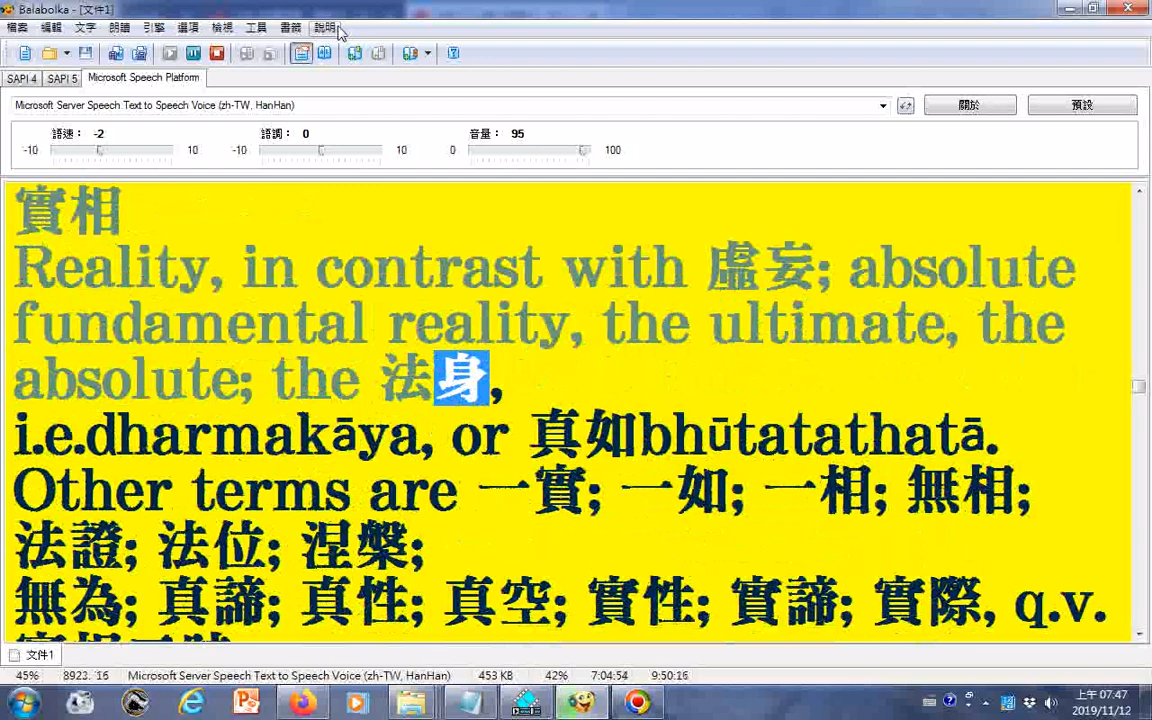 Balabolka - [文件1]
檔案 編輯 文字 朗讀 引擎 選項 檢視 工具 書籤 說明
SAPI 4 SAPI 5 Microsoft Speech Platform
Microsoft Server Speech Text to Speech Voice (zh-TW, HanHan) 關於 預設
語速： -2 語調： 0 音量： 95
-10 10 -10 10 0 100
實相
Reality, in contrast with 虛妄; absolute
fundamental reality, the ultimate, the
absolute; the 法身,
i.e.dharmakāya, or 真如bhūtatathatā.
Other terms are 一實; 一如; 一相; 無相;
法證; 法位; 涅槃;
無為; 真諦; 真性; 真空; 實性; 實諦; 實際, q.v.
文件1
45% 8922: 16 Microsoft Server Speech Text to Speech Voice (zh-TW, HanHan) 453 KB 42% 7:04:54 9:50:16
上午 07:47
2019/11/12